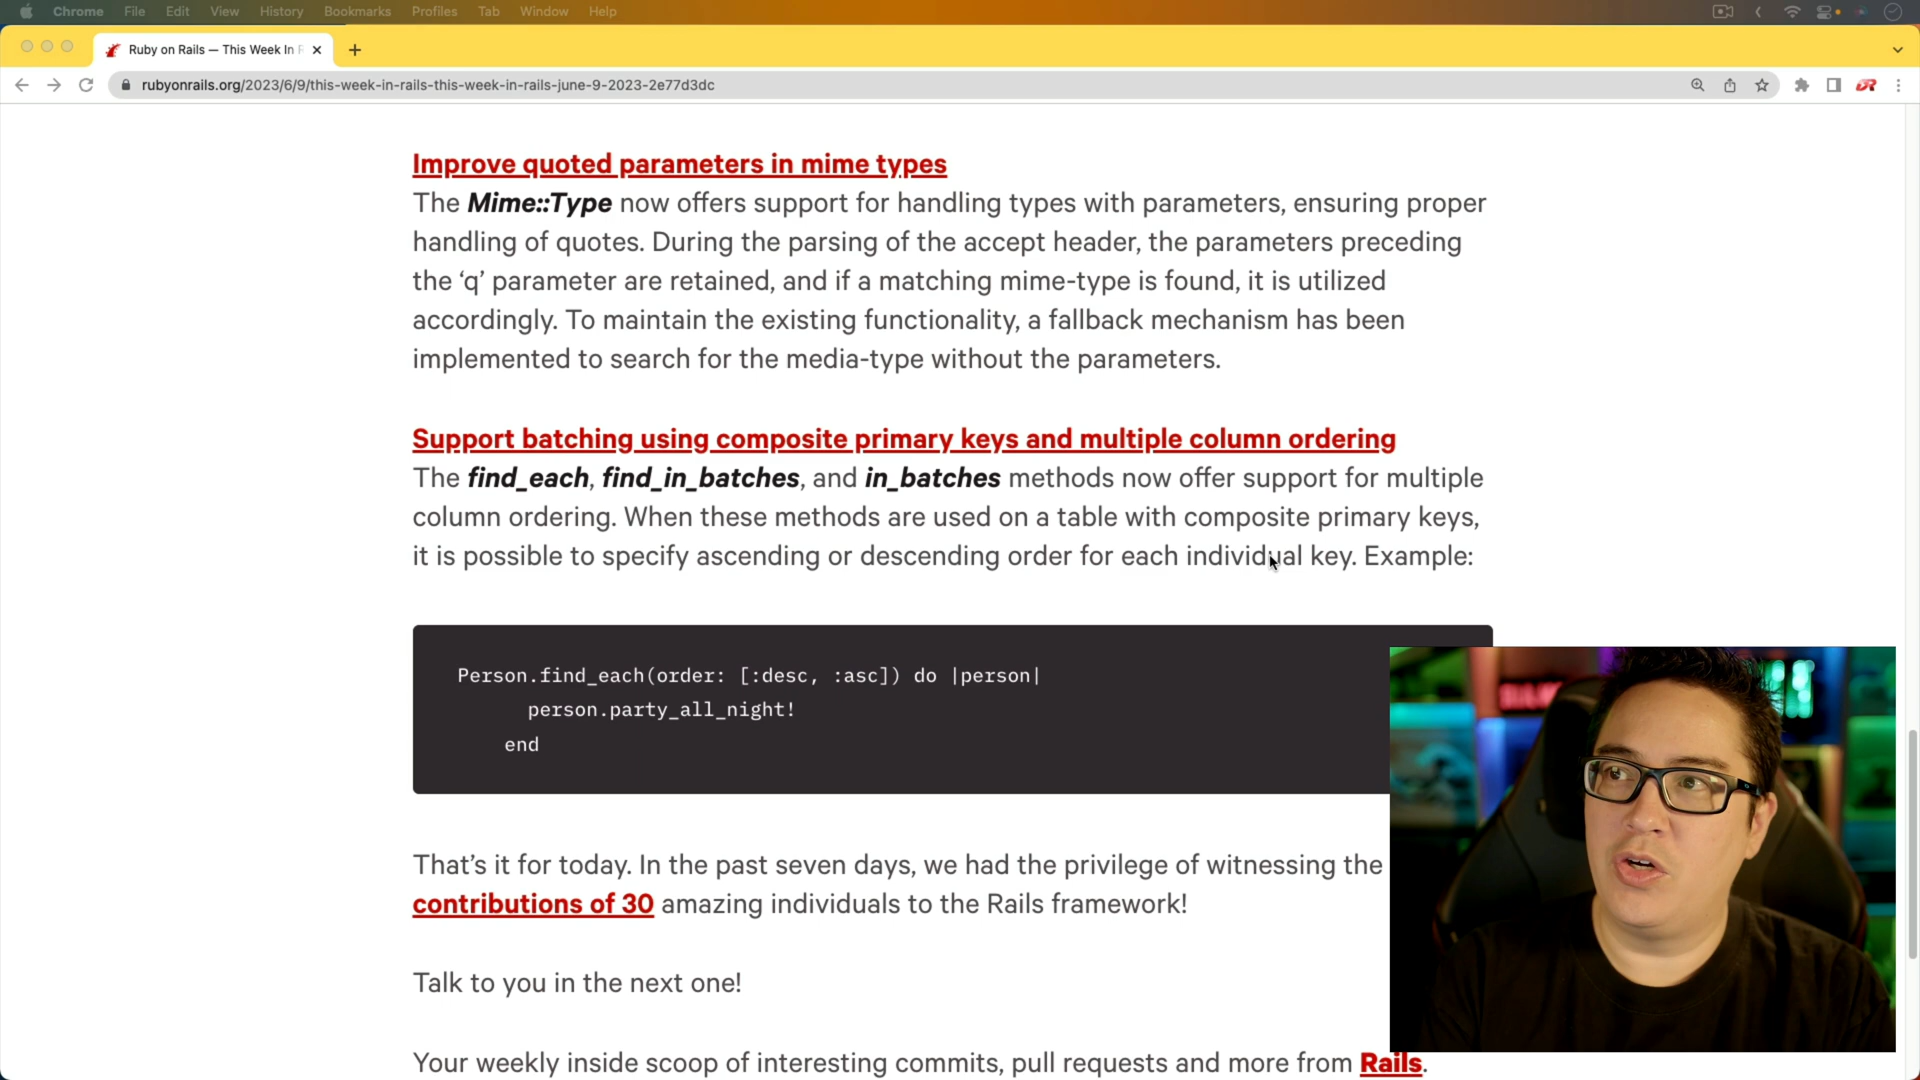 Chrome File Edit View History Bookmarks Profiles Tab Window Help
Ruby on Rails — This Week In R
rubyonrails.org/2023/6/9/this-week-in-rails-this-week-in-rails-june-9-2023-2e77d3dc
Improve quoted parameters in mime types
The Mime::Type now offers support for handling types with parameters, ensuring proper
handling of quotes. During the parsing of the accept header, the parameters preceding
the ‘q’ parameter are retained, and if a matching mime-type is found, it is utilized
accordingly. To maintain the existing functionality, a fallback mechanism has been
implemented to search for the media-type without the parameters.
Support batching using composite primary keys and multiple column ordering
The find_each, find_in_batches, and in_batches methods now offer support for multiple
column ordering. When these methods are used on a table with composite primary keys,
it is possible to specify ascending or descending order for each individual key. Example:
Person.find_each(order: [:desc, :asc]) do |person|
person.party_all_night!
end
That’s it for today. In the past seven days, we had the privilege of witnessing the
contributions of 30 amazing individuals to the Rails framework!
Talk to you in the next one!
Your weekly inside scoop of interesting commits, pull requests and more from Rails.